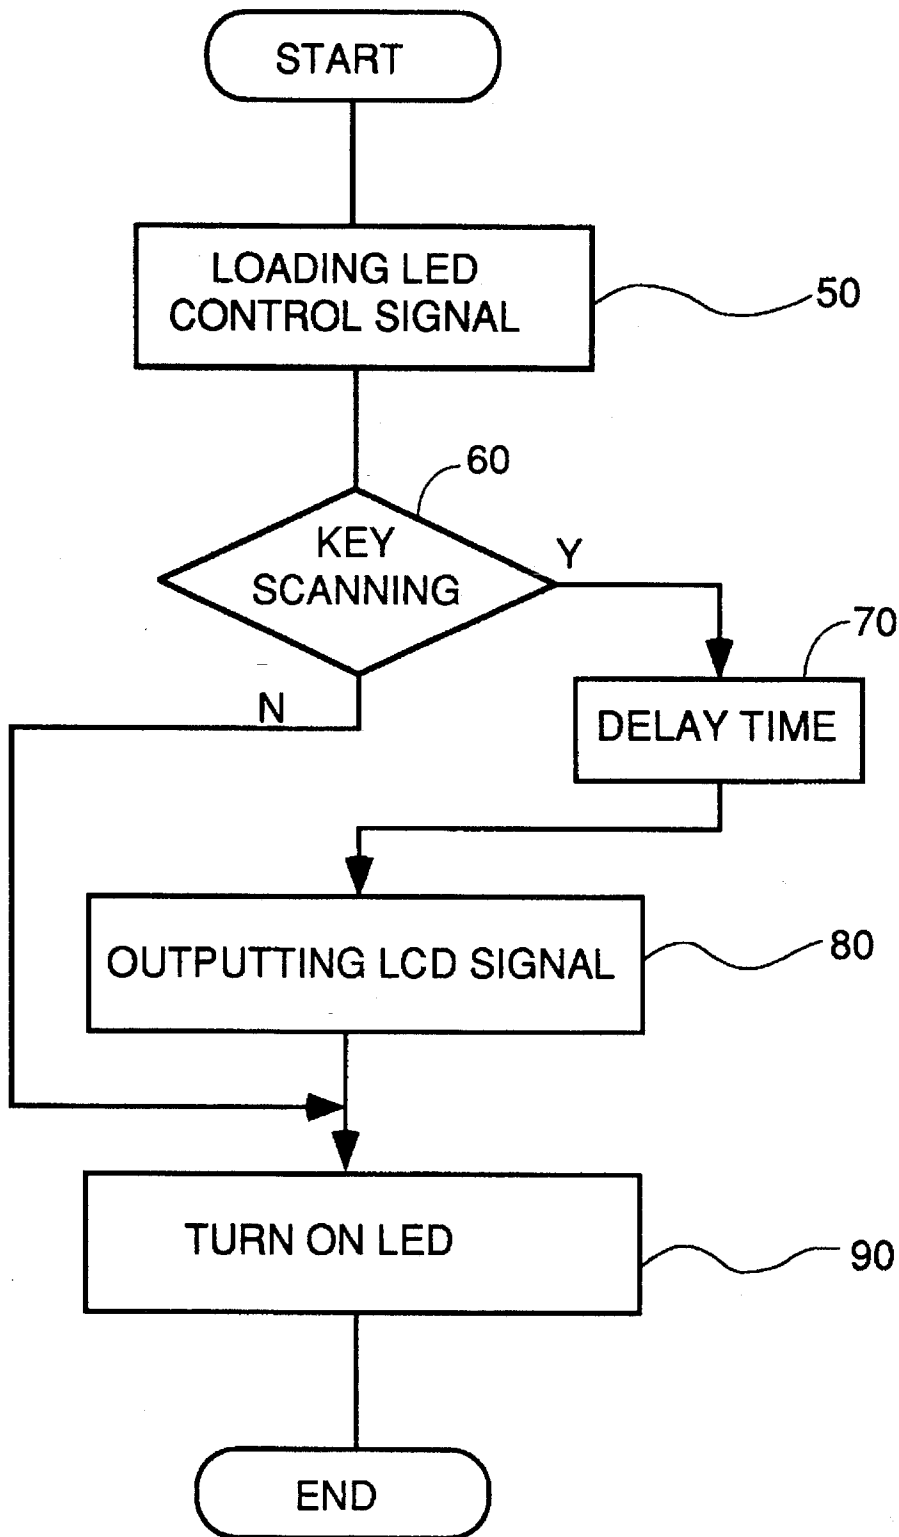 START
LOADING LED
CONTROL SIGNAL
50
60
KEY
SCANNING
Y
70
N
DELAY TIME
OUTPUTTING LCD SIGNAL
80
TURN ON LED
90
END